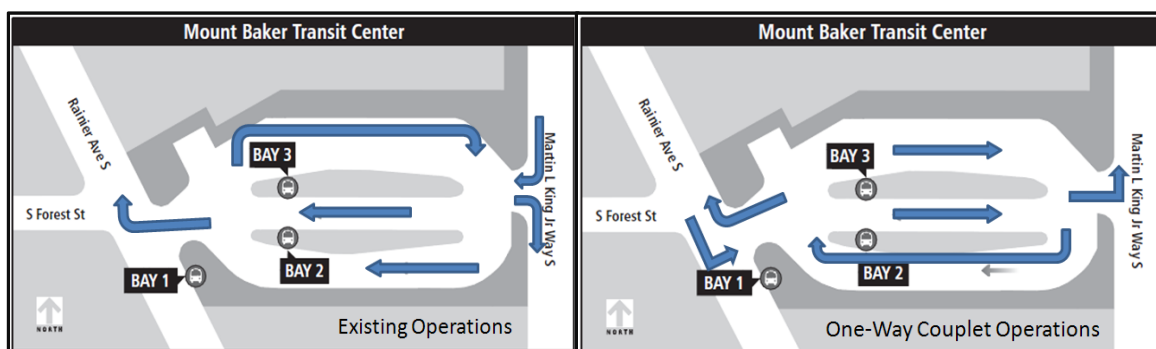 Mount Baker Transit Center
Rainier Ave S
BAY 3
Martin L King Jr Way S
S Forest St
BAY 2
BAY 1
NORTH
Existing Operations
Mount Baker Transit Center
Rainier Ave S
BAY 3
Martin L King Jr Way S
S Forest St
BAY 2
BAY 1
NORTH
One-Way Couplet Operations